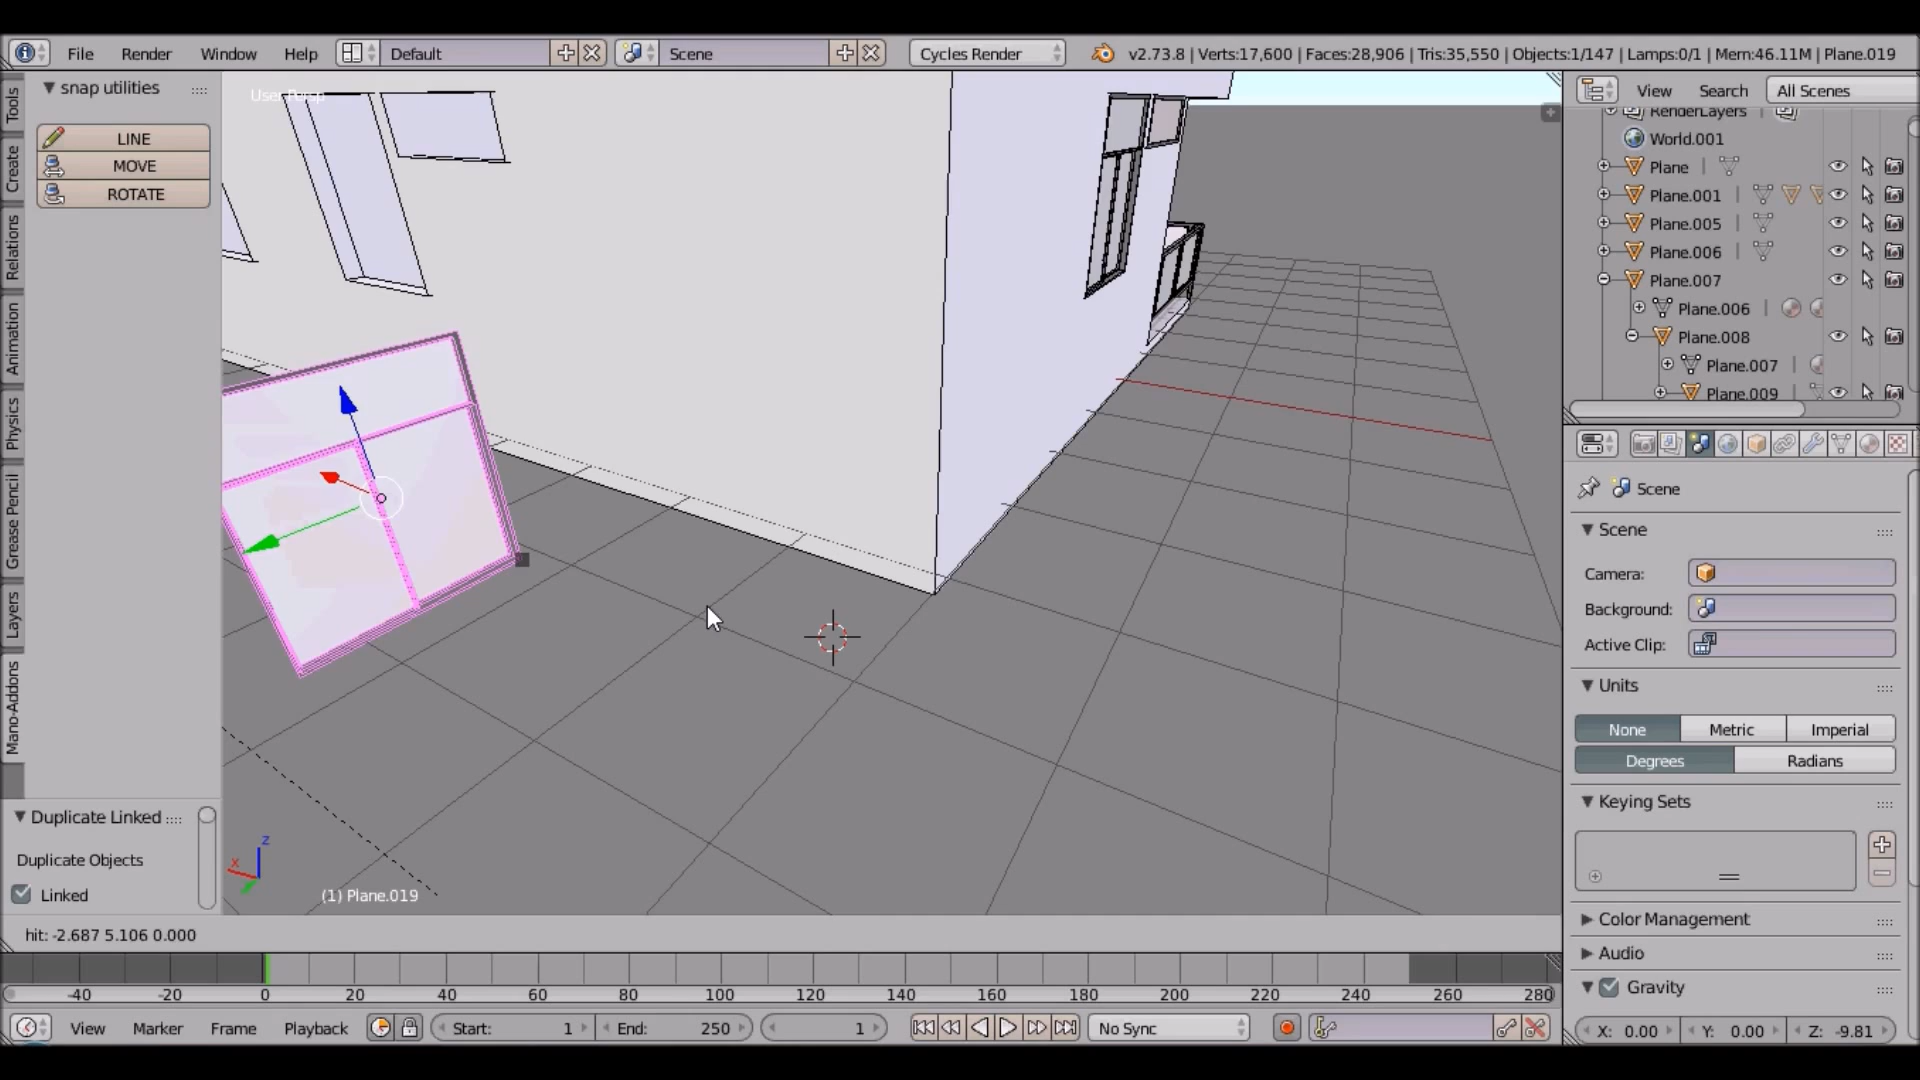 File Render Window Help Default Scene Cycles Render v2.73.8 | Verts:17,600 | Faces:28,906 | Tris:35,550 | Objects:1/147 | Lamps:0/1 | Mem:46.11M | Plane.019
snap utilities
LINE
MOVE
ROTATE
Tools
Create
Relations
Animation
Physics
Grease Pencil
Layers
Mano-Addons
Duplicate Linked
Duplicate Objects
Linked
User Persp
z
x
(1) Plane.019
hit: -2.687 5.106 0.000
View Search All Scenes
RenderLayers
World.001
Plane
Plane.001
Plane.005
Plane.006
Plane.007
Plane.006
Plane.008
Plane.007
Plane.009
Scene
Scene
Camera:
Background:
Active Clip:
Units
None Metric Imperial
Degrees Radians
Keying Sets
Color Management
Audio
Gravity
X: 0.00 Y: 0.00 Z: -9.81
-40 -20 0 20 40 60 80 100 120 140 160 180 200 220 240 260 280
View Marker Frame Playback Start: 1 End: 250 1 No Sync